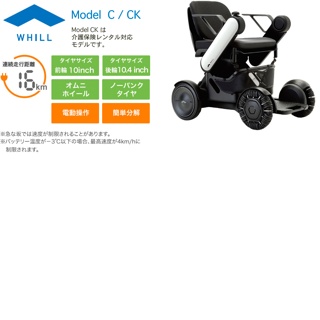 WHILL
Model C / CK
Model CK は
介護保険レンタル対応
モデルです。
連続走行距離
16km
タイヤサイズ
前輪 10inch
タイヤサイズ
後輪 10.4 inch
オムニ
ホイール
ノーパンク
タイヤ
電動操作
簡単分解
※急な坂では速度が制限されることがあります。
※バッテリー温度が−3℃以下の場合、最高速度が4km/hに
制限されます。